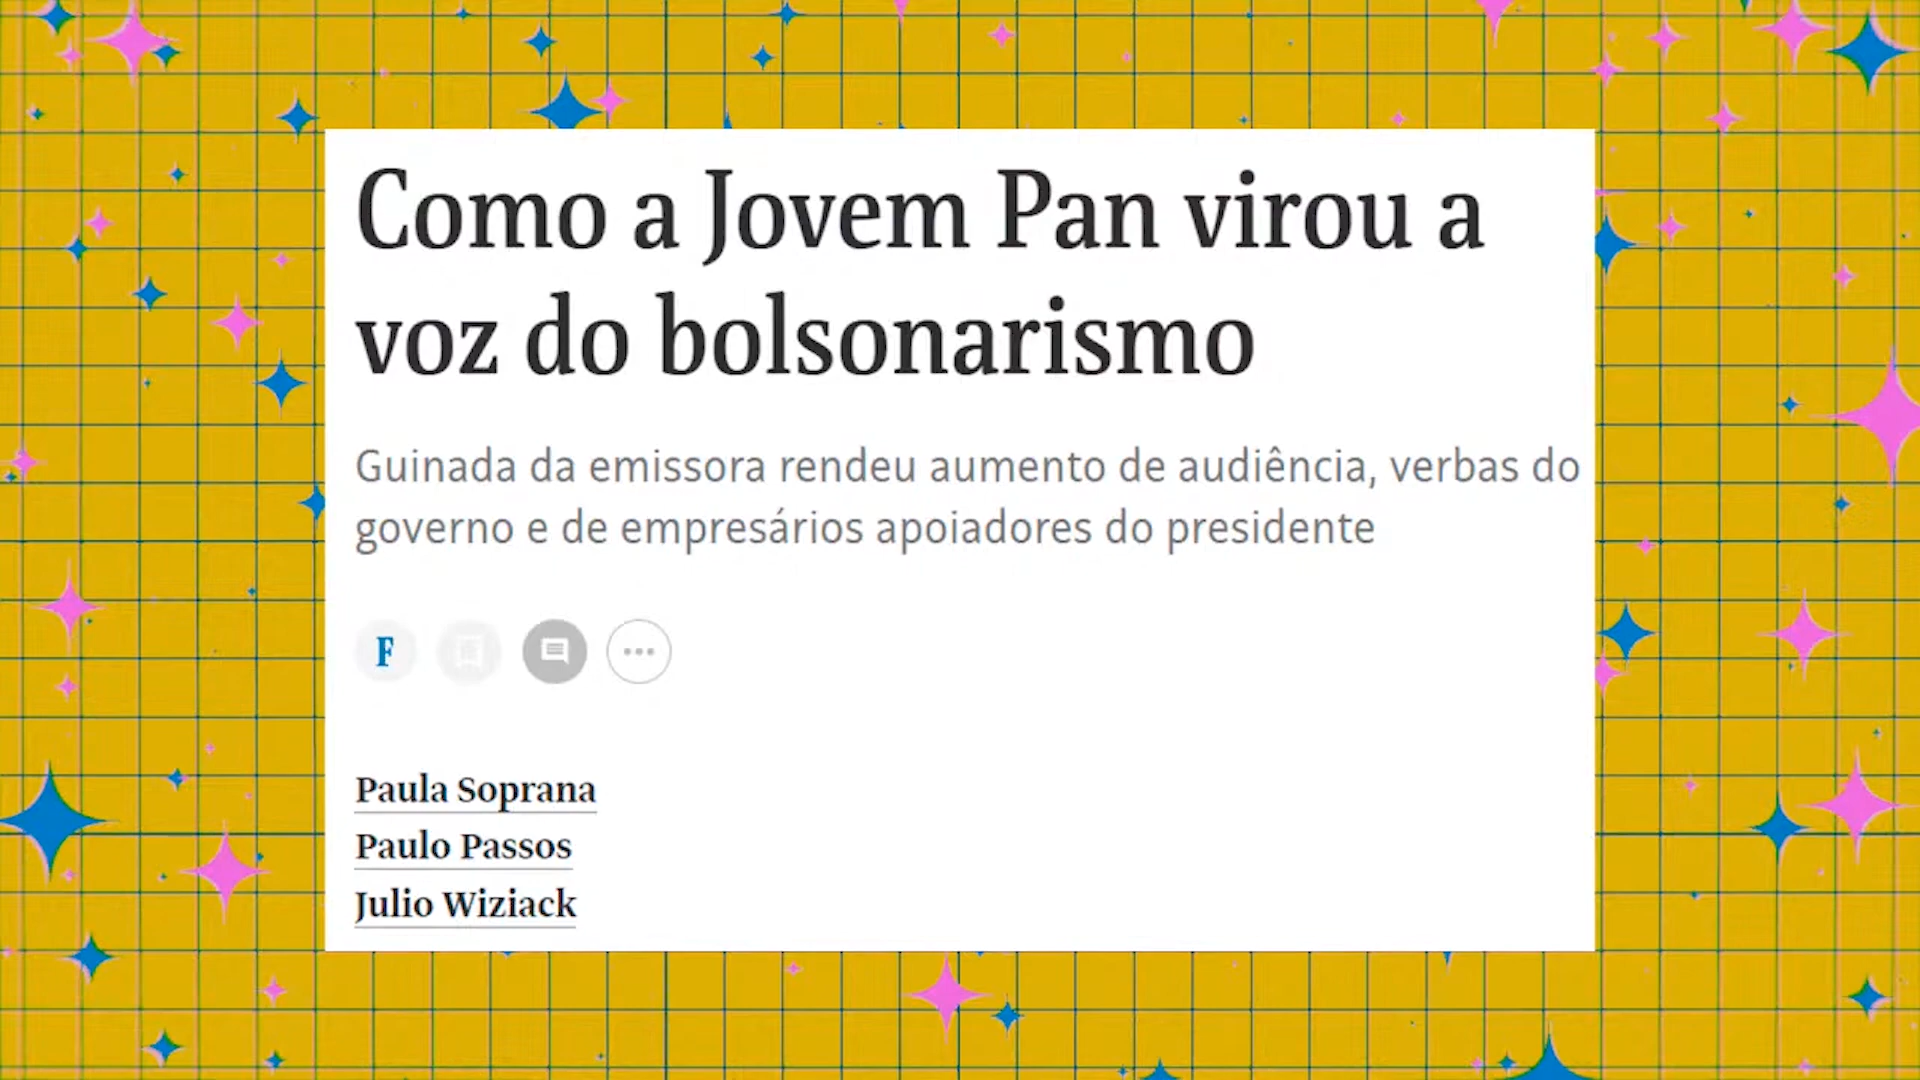 Como a Jovem Pan virou a
voz do bolsonarismo
Guinada da emissora rendeu aumento de audiência, verbas do
governo e de empresários apoiadores do presidente
F
Paula Soprana
Paulo Passos
Julio Wiziack